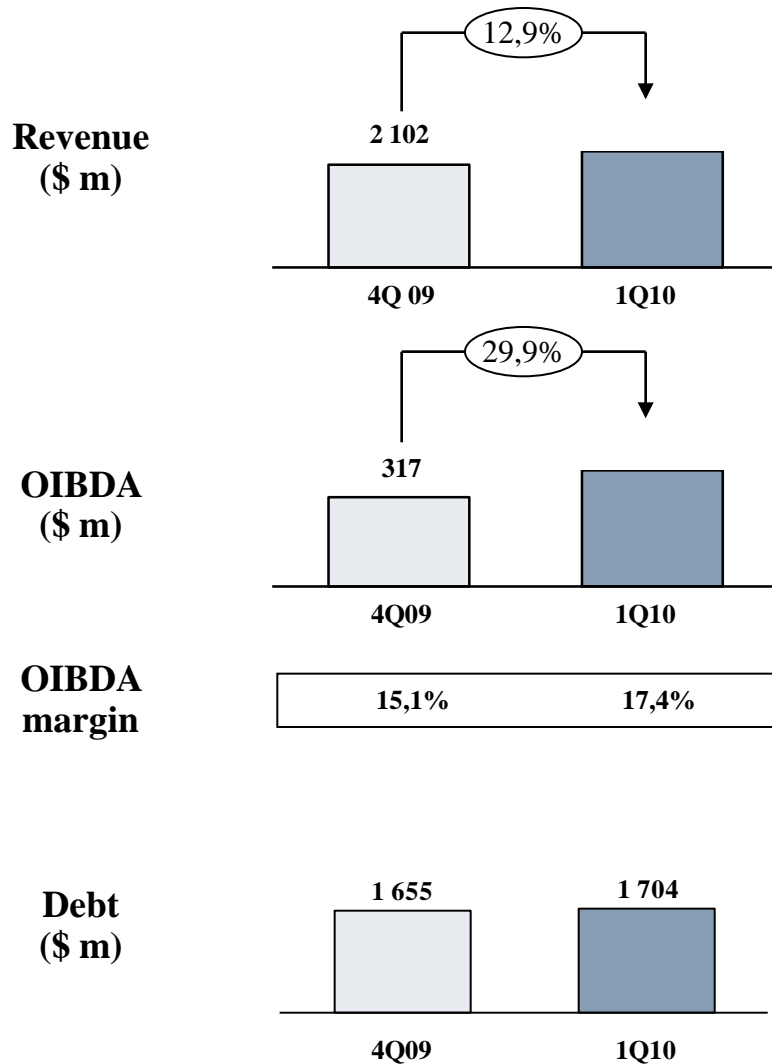 12,9%
Revenue
($ m)
2 102
4Q 09 1Q10
29,9%
OIBDA
($ m)
317
4Q09 1Q10
OIBDA
margin
15,1% 17,4%
Debt
($ m)
1 655 1 704
4Q09 1Q10